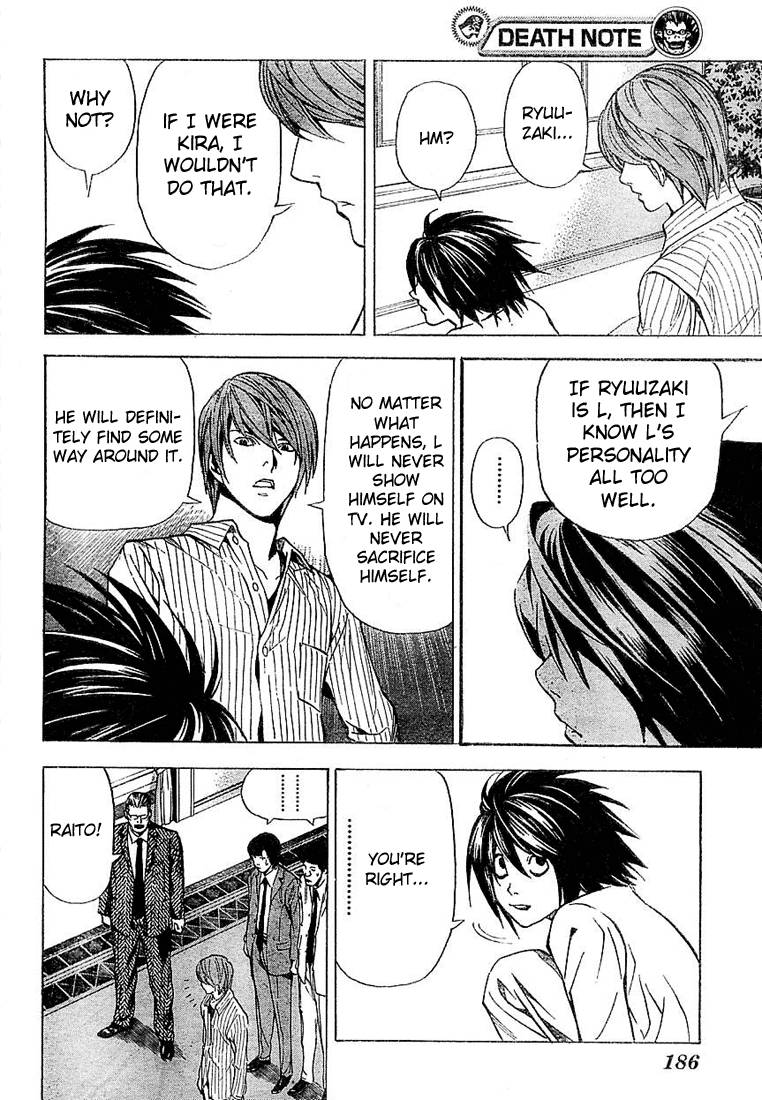 DEATH NOTE
RYUU-
ZAKI...
HM?
IF I WERE
KIRA, I
WOULDN'T
DO THAT.
WHY
NOT?
IF RYUUZAKI
IS L, THEN I
KNOW L'S
PERSONALITY
ALL TOO
WELL.
.........
NO MATTER
WHAT
HAPPENS, L
WILL NEVER
SHOW
HIMSELF ON
TV. HE WILL
NEVER
SACRIFICE
HIMSELF.
HE WILL DEFINI-
TELY FIND SOME
WAY AROUND IT.
.........
YOU'RE
RIGHT...
.........
......
......
RAITO!
186